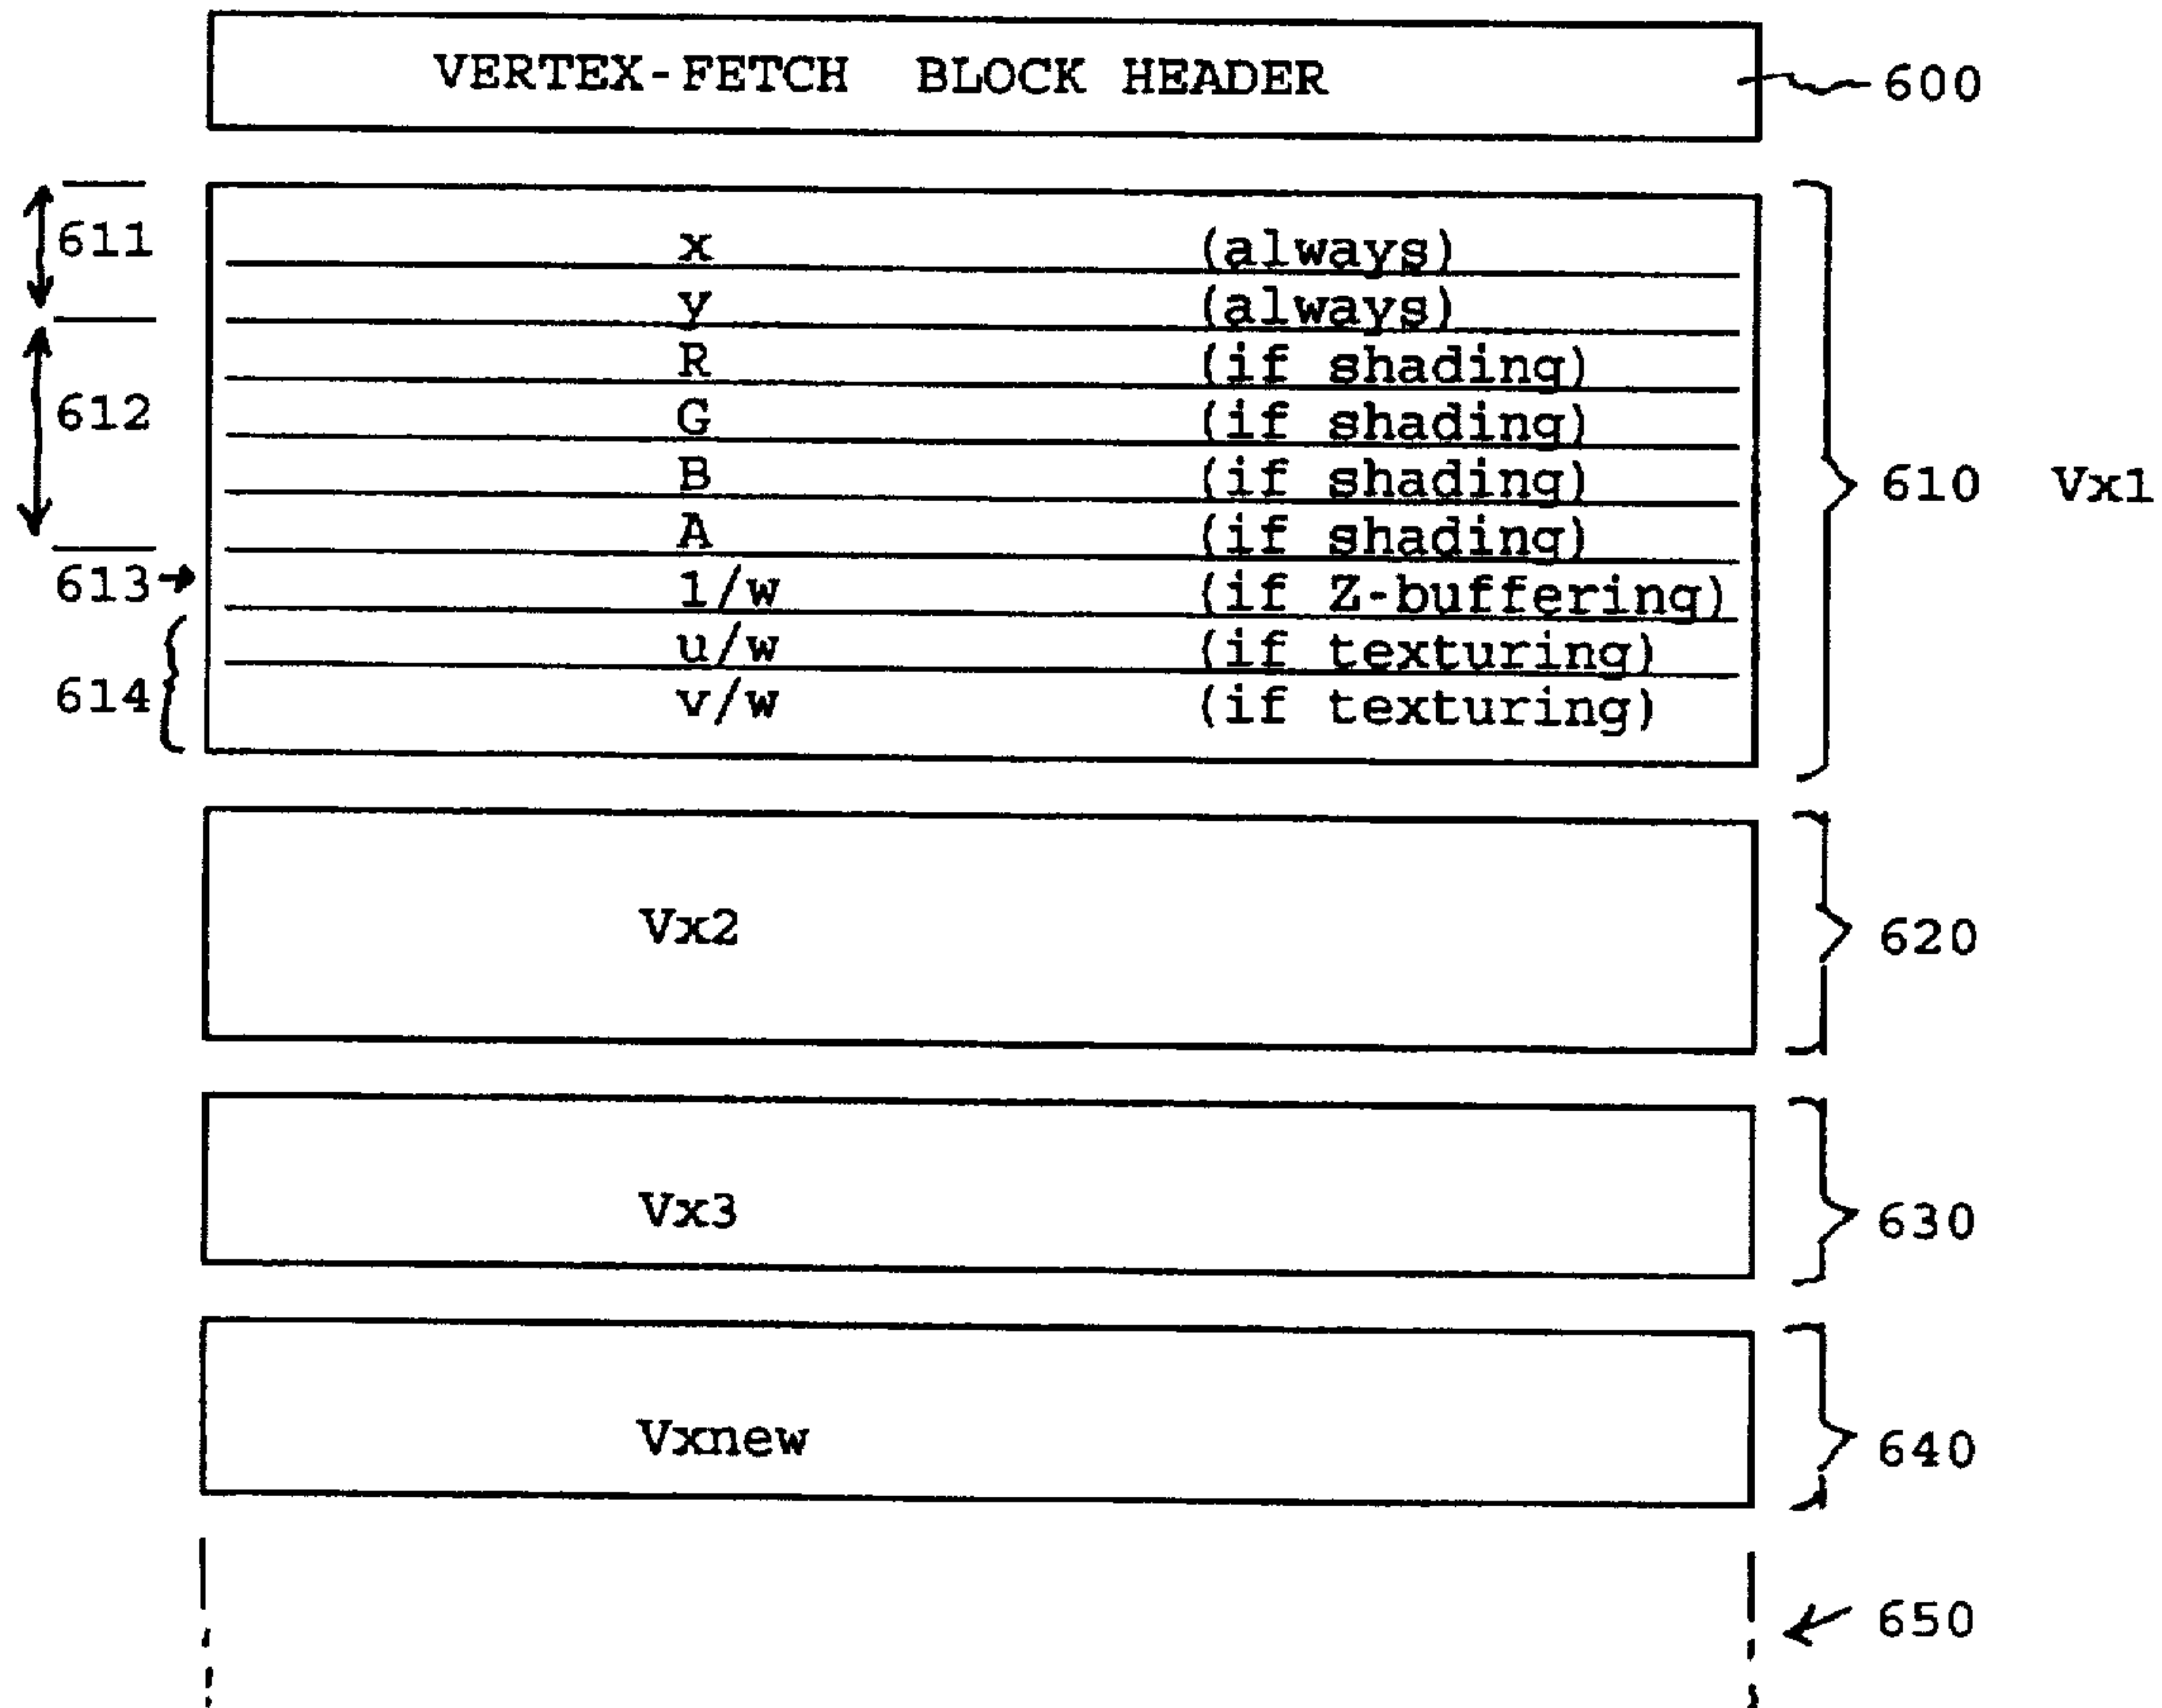 VERTEX-FETCH BLOCK HEADER 600
611 x (always)
y (always)
R (if shading)
612 G (if shading)
B (if shading) 610 Vx1
A (if shading)
613 1/w (if Z-buffering)
u/w (if texturing)
614 v/w (if texturing)
Vx2 620
Vx3 630
Vxnew 640
650